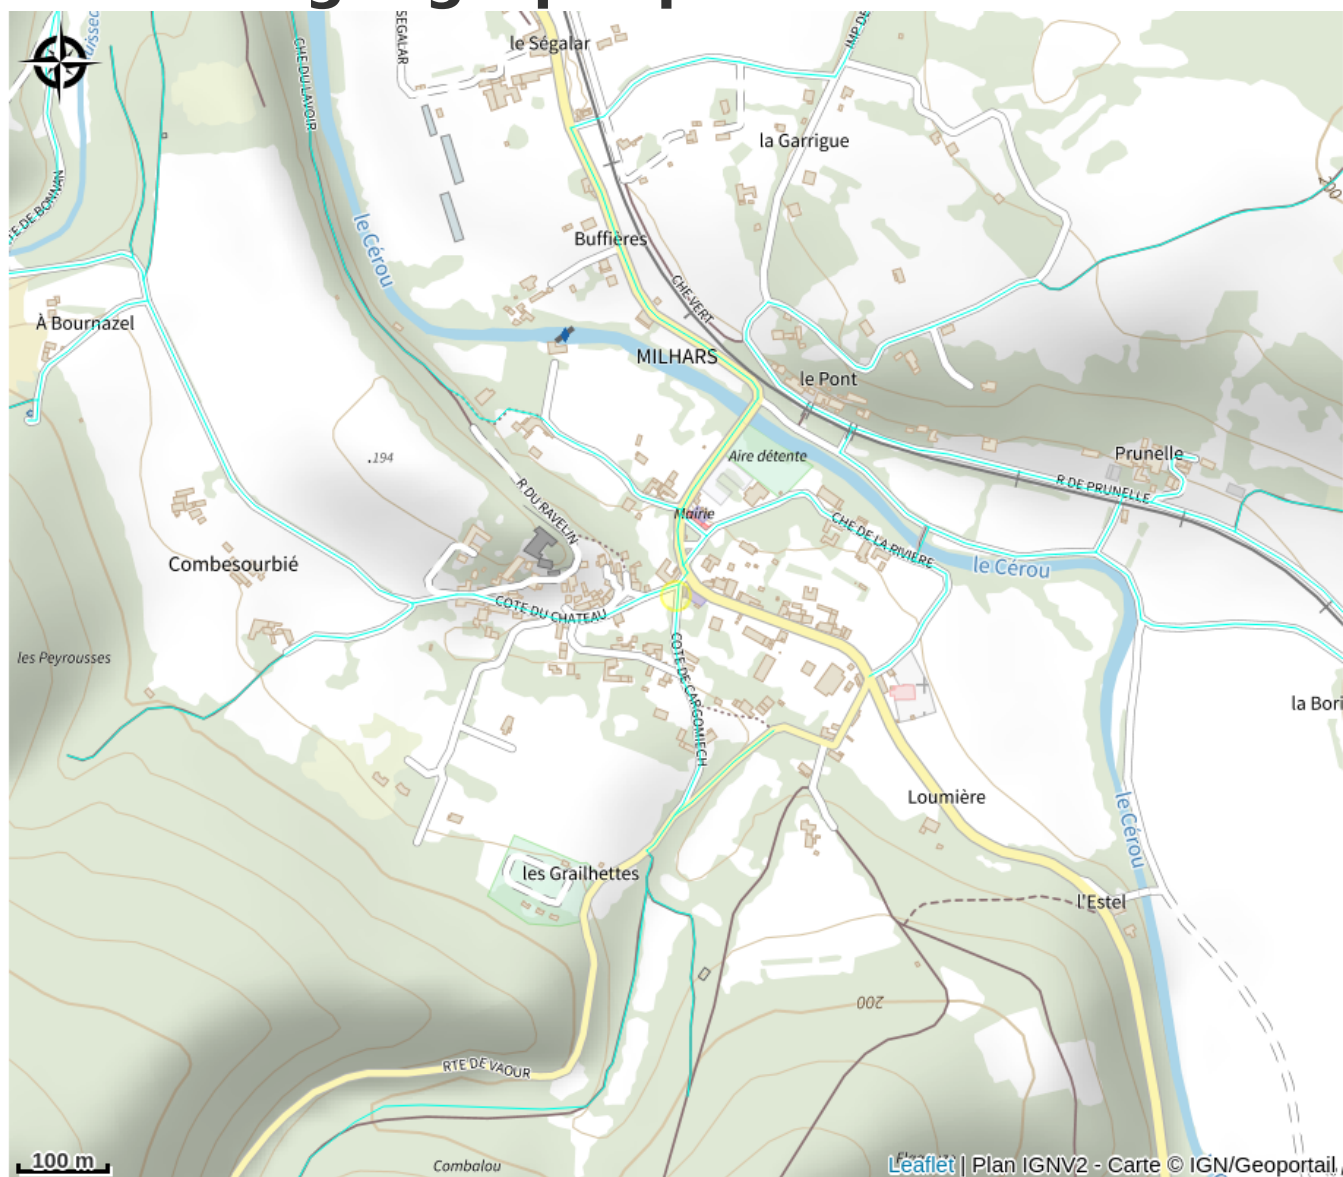 SEGALAR
le Ségalar
IMP DE
CHE DU LAVOIR
la Garrigue
TE DE BONNAN
200
le Cérou
Buffières
CHE VERT
À Bournazel
MILHARS
le Pont
.194
Aire détente
Prunelle
R DE PRUNELLE
R DU RAVELIN
Mairie
CHE DE LA RIVIERE
Combesourbié
le Cérou
COTE DU CHATEAU
les Peyrousses
COTE DE CARGOMIECH
la Bori
Loumière
le Cérou
les Grailhettes
l'Estel
200
RTE DE VAOUR
100 m
Combalou
Leaflet | Plan IGNV2 - Carte © IGN/Geoportail